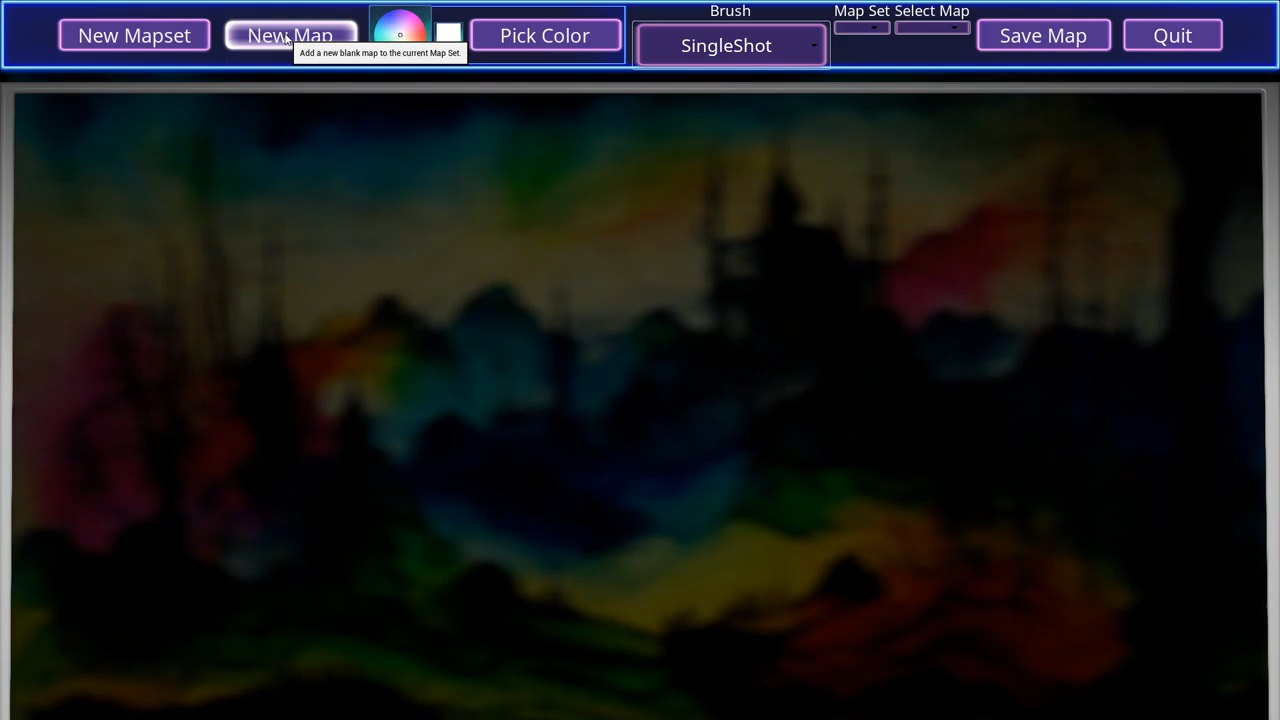 New Mapset
New Map
Add a new blank map to the current Map Set.
Pick Color
Brush
SingleShot
Map Set
Select Map
Save Map
Quit